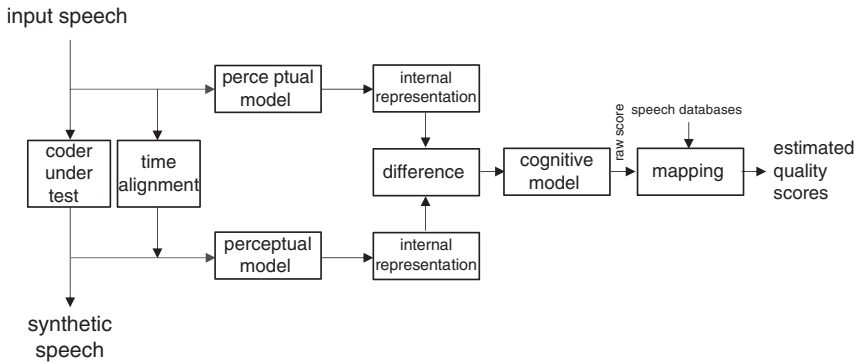 input speech
perce ptual
model
internal
representation
coder
under
test
time
alignment
difference
cognitive
model
raw score
speech databases
mapping
estimated
quality
scores
perceptual
model
internal
representation
synthetic
speech